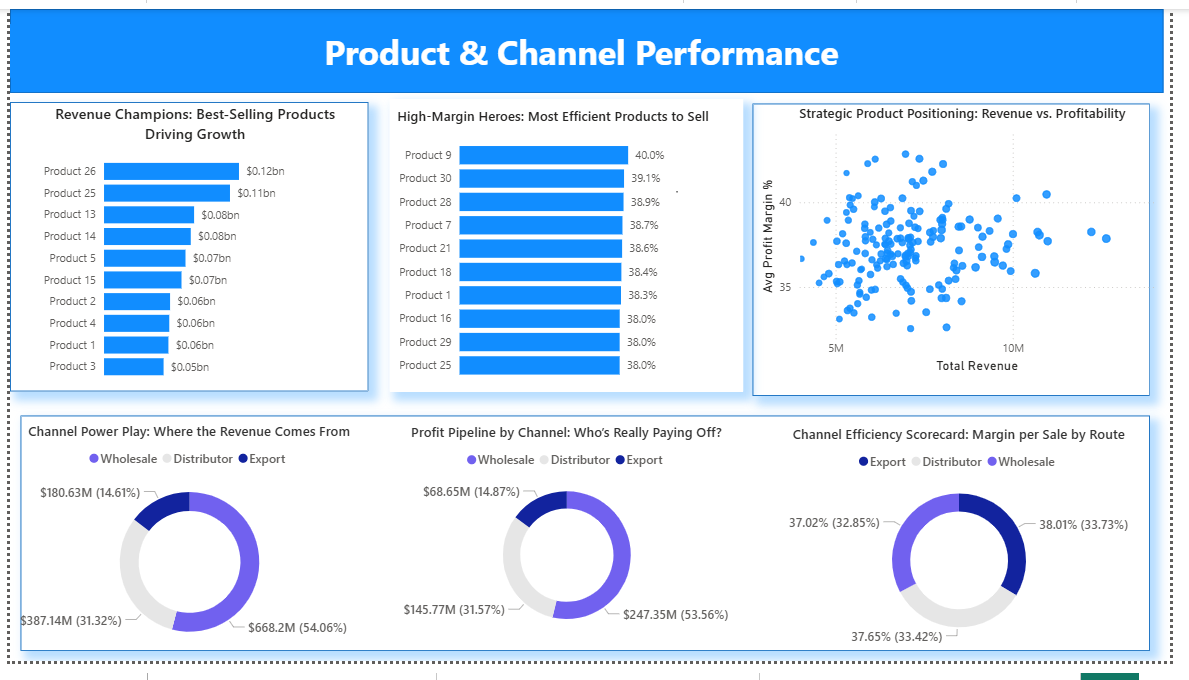 Product & Channel Performance
Revenue Champions: Best-Selling Products
Driving Growth
Product 26 $0.12bn
Product 25 $0.11bn
Product 13 $0.08bn
Product 14 $0.08bn
Product 5 $0.07bn
Product 15 $0.07bn
Product 2 $0.06bn
Product 4 $0.06bn
Product 1 $0.06bn
Product 3 $0.05bn
High-Margin Heroes: Most Efficient Products to Sell
Product 9 40.0%
Product 30 39.1%
Product 28 38.9%
Product 7 38.7%
Product 21 38.6%
Product 18 38.4%
Product 1 38.3%
Product 16 38.0%
Product 29 38.0%
Product 25 38.0%
Strategic Product Positioning: Revenue vs. Profitability
Avg Profit Margin %
40
35
5M 10M
Total Revenue
Channel Power Play: Where the Revenue Comes From
Wholesale Distributor Export
$180.63M (14.61%)
$387.14M (31.32%)
$668.2M (54.06%)
Profit Pipeline by Channel: Who's Really Paying Off?
Wholesale Distributor Export
$68.65M (14.87%)
$145.77M (31.57%)
$247.35M (53.56%)
Channel Efficiency Scorecard: Margin per Sale by Route
Export Distributor Wholesale
37.02% (32.85%)
38.01% (33.73%)
37.65% (33.42%)